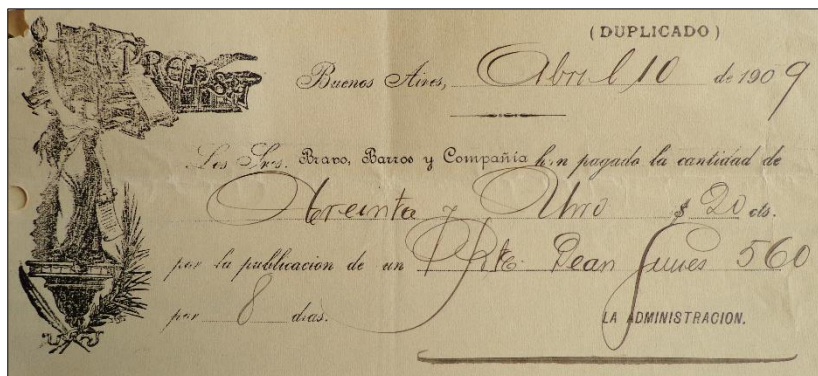 (DUPLICADO)
LA PRENSA
Buenos Aires, Abril 10 de 1909
Los Sres. Bravo, Barros y Compañía han pagado la cantidad de
treinta y Uno $ 20 cts.
por la publicacion de un Rte. Dean Funes 560
por 8 dias.
LA ADMINISTRACION.